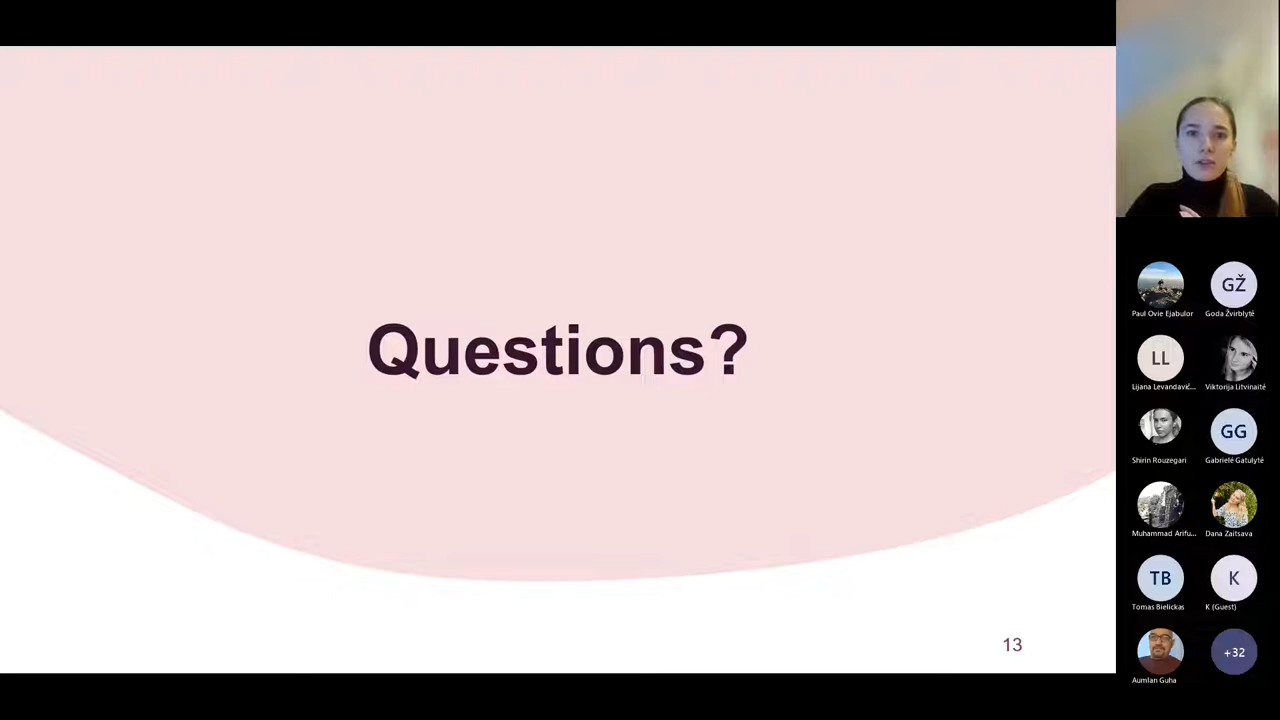 Questions?
13
Paul Ovie Ejabulor
GŽ
Goda Žvirblytė
LL
Lijana Levandavič...
Viktorija Litvinaitė
Shirin Rouzegari
GG
Gabrielė Gatulytė
Muhammad Arifu...
Dana Zaitsava
TB
Tomas Bielickas
K
K (Guest)
Aumlan Guha
+32